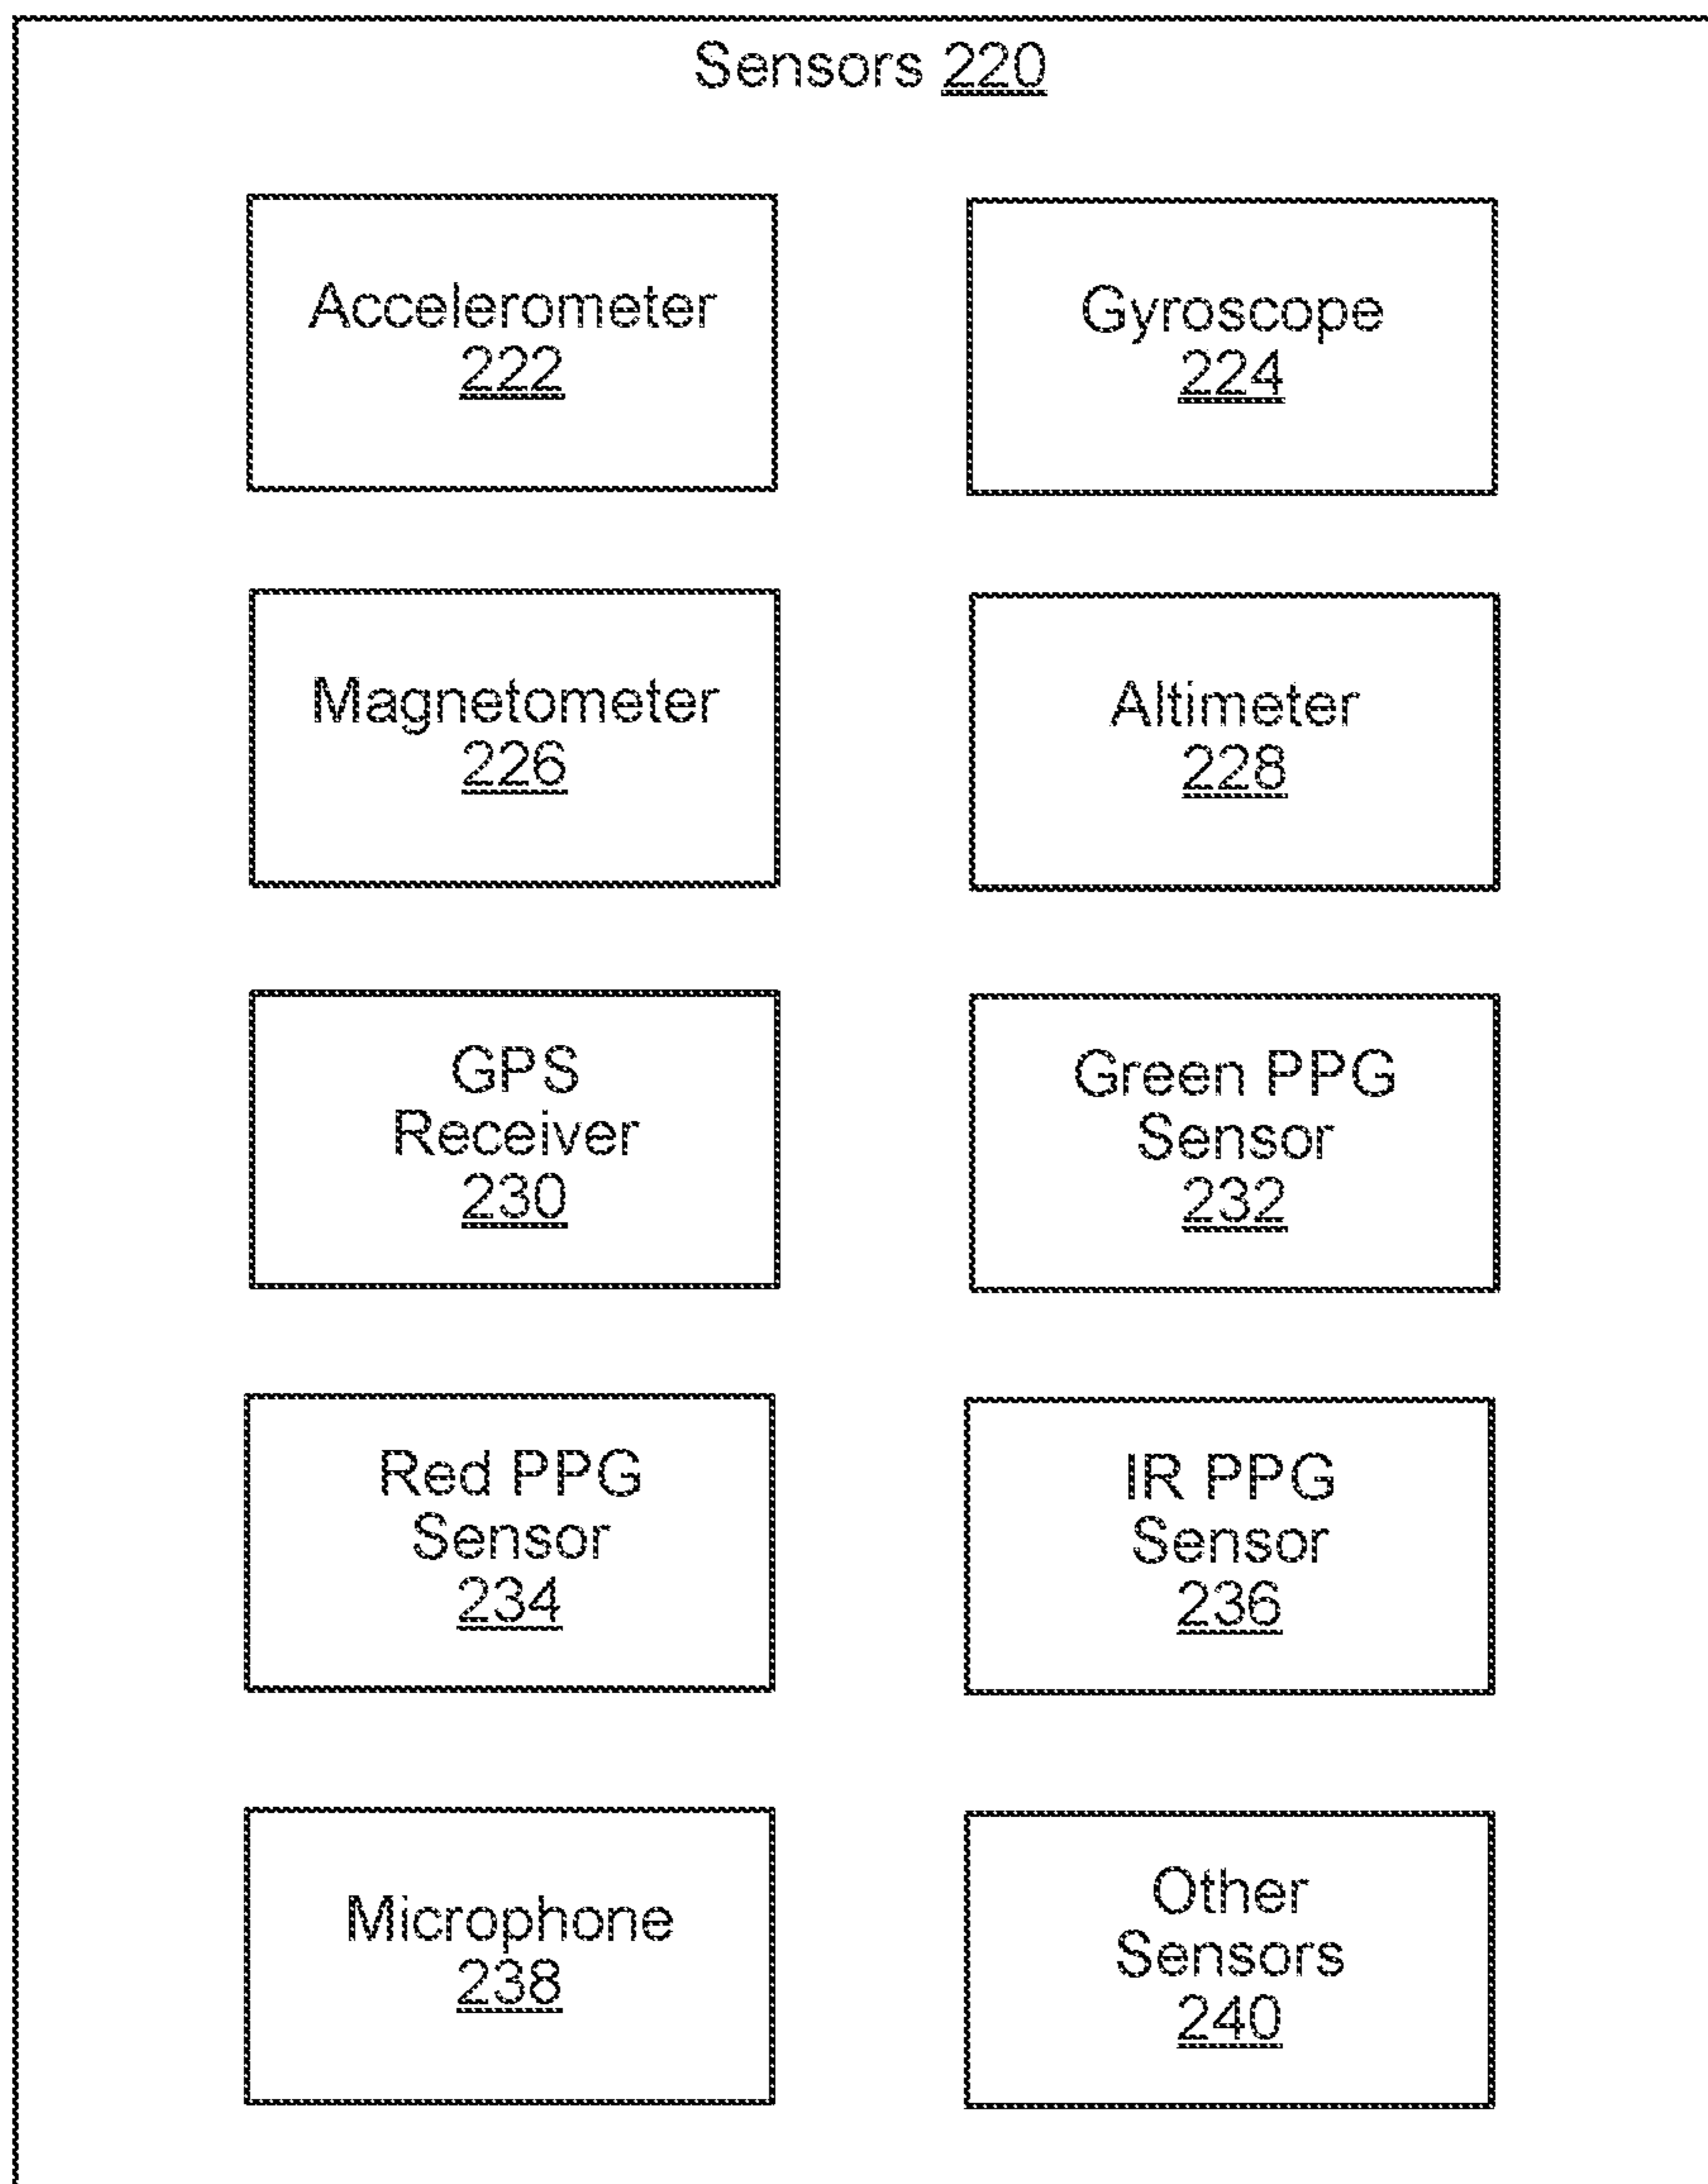 Sensors 220
Accelerometer
222
Gyroscope
224
Magnetometer
226
Altimeter
228
GPS
Receiver
230
Green PPG
Sensor
232
Red PPG
Sensor
234
IR PPG
Sensor
236
Microphone
238
Other
Sensors
240